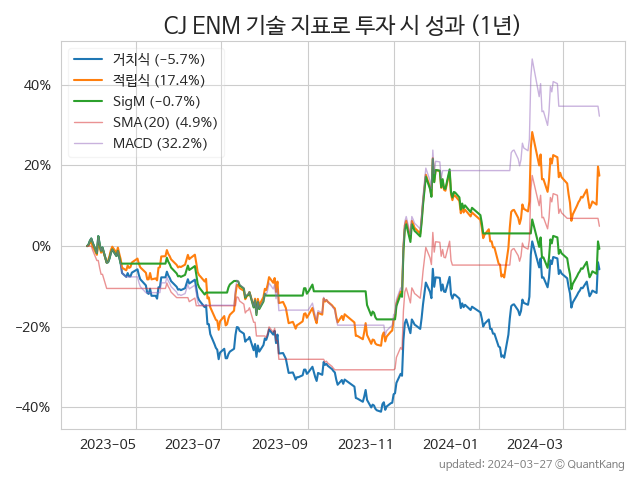 CJ ENM 기술 지표로 투자 시 성과 (1년)
거치식 (−5.7%)
적립식 (17.4%)
SigM (−0.7%)
SMA(20) (4.9%)
MACD (32.2%)
40%
20%
0%
−20%
−40%
2023-05 2023-07 2023-09 2023-11 2024-01 2024-03
updated: 2024-03-27 © QuantKang